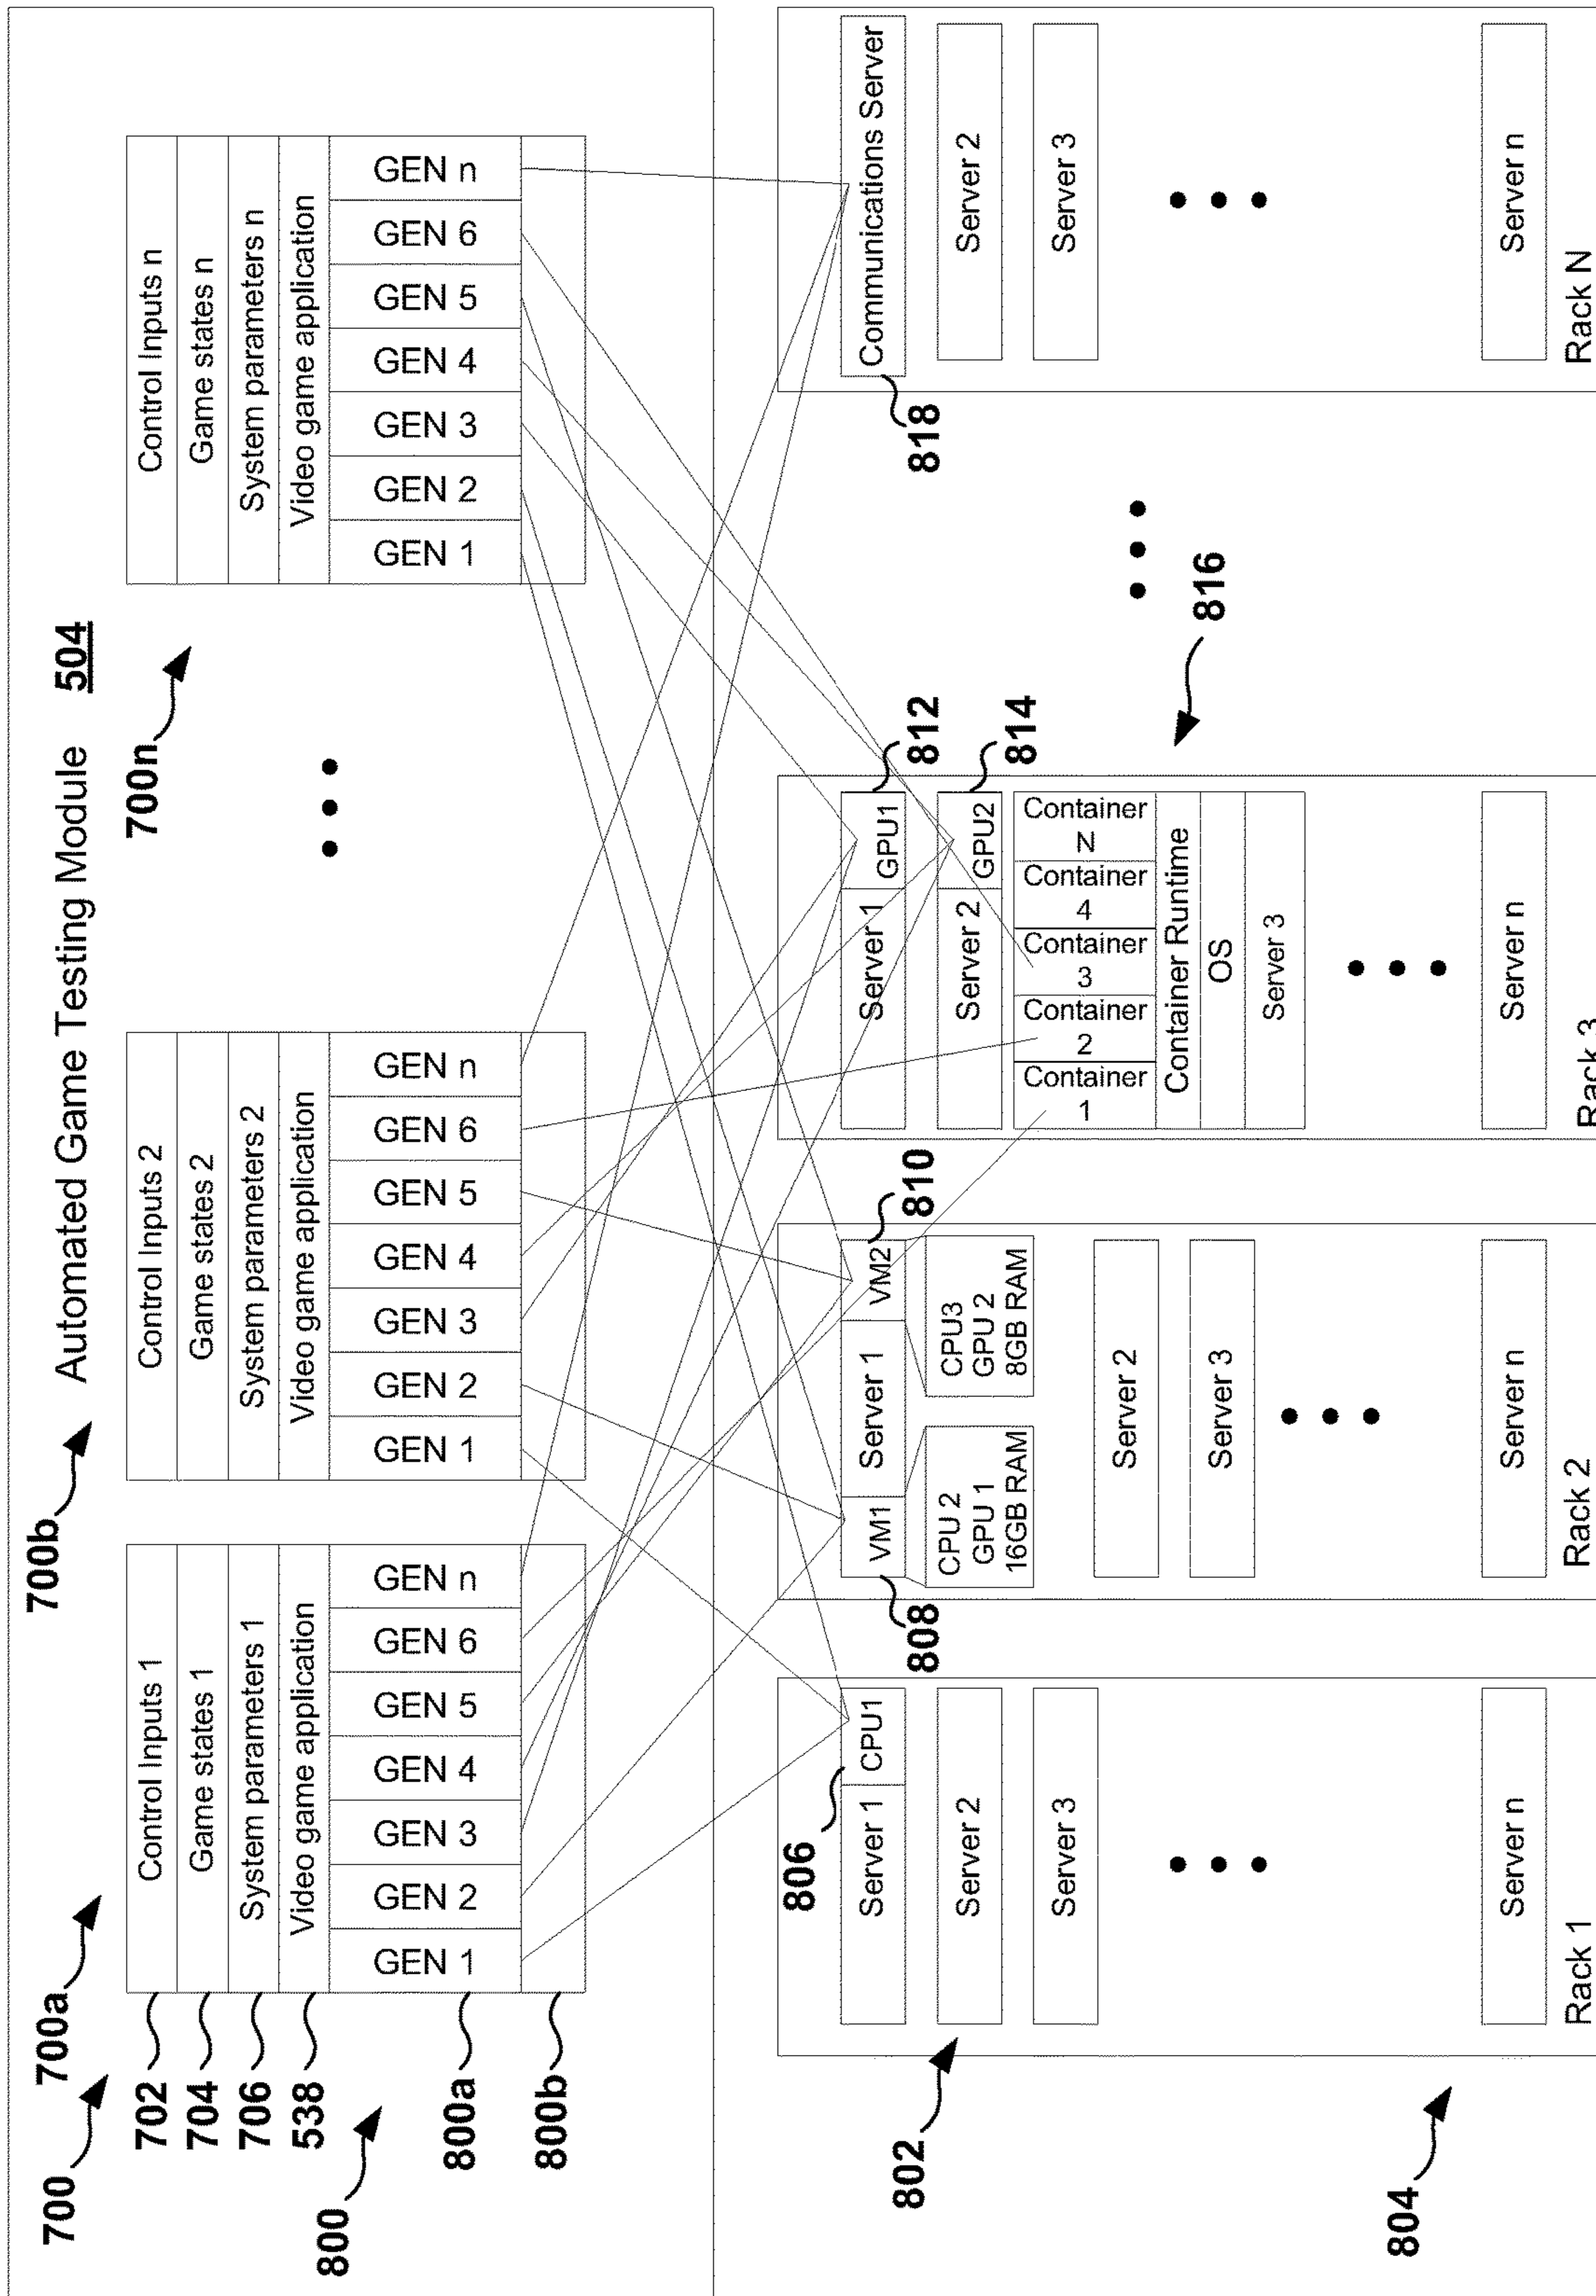 Automated Game Testing Module 504
700
700a
700b
700n
702
704
706
538
800
800a
800b
Control Inputs 1
Game states 1
System parameters 1
Video game application
GEN 1
GEN 2
GEN 3
GEN 4
GEN 5
GEN 6
GEN n
Control Inputs 2
Game states 2
System parameters 2
Video game application
GEN 1
GEN 2
GEN 3
GEN 4
GEN 5
GEN 6
GEN n
Control Inputs n
Game states n
System parameters n
Video game application
GEN 1
GEN 2
GEN 3
GEN 4
GEN 5
GEN 6
GEN n
802
804
806
Server 1
CPU1
Server 2
Server 3
Server n
Rack 1
808
810
VM1
Server 1
VM2
CPU 2
GPU 1
16GB RAM
CPU3
GPU 2
8GB RAM
Server 2
Server 3
Server n
Rack 2
812
814
816
Server 1
GPU1
Server 2
GPU2
Container
1
Container
2
Container
3
Container
4
Container
N
Container Runtime
OS
Server 3
Server n
Rack 3
818
Communications Server
Server 2
Server 3
Server n
Rack N